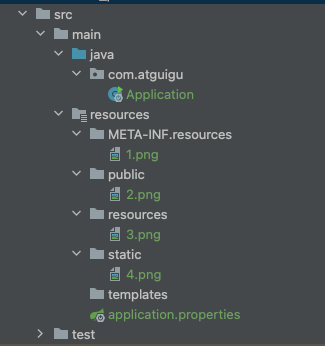 src
main
java
com.atguigu
Application
resources
META-INF.resources
1.png
public
2.png
resources
3.png
static
4.png
templates
application.properties
test